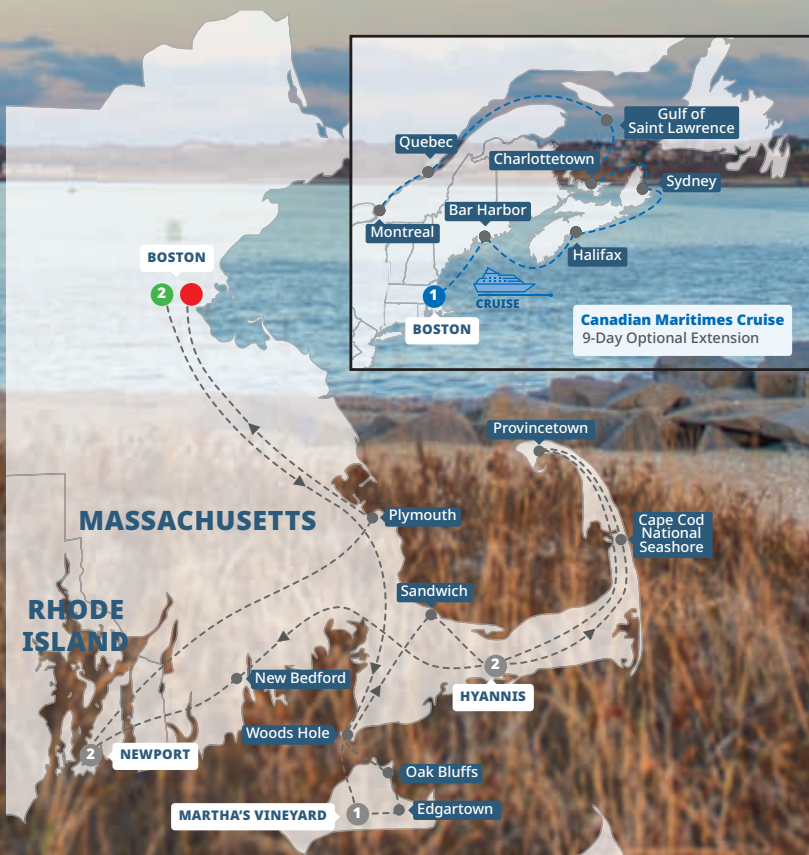 Gulf of
Saint Lawrence
Quebec
Charlottetown
Sydney
Bar Harbor
Montreal
Halifax
1
CRUISE
BOSTON
Canadian Maritimes Cruise
9-Day Optional Extension
BOSTON
2
Provincetown
MASSACHUSETTS
Plymouth
Cape Cod
National
Seashore
Sandwich
RHODE
ISLAND
2
New Bedford
HYANNIS
Woods Hole
2 NEWPORT
Oak Bluffs
MARTHA'S VINEYARD 1
Edgartown